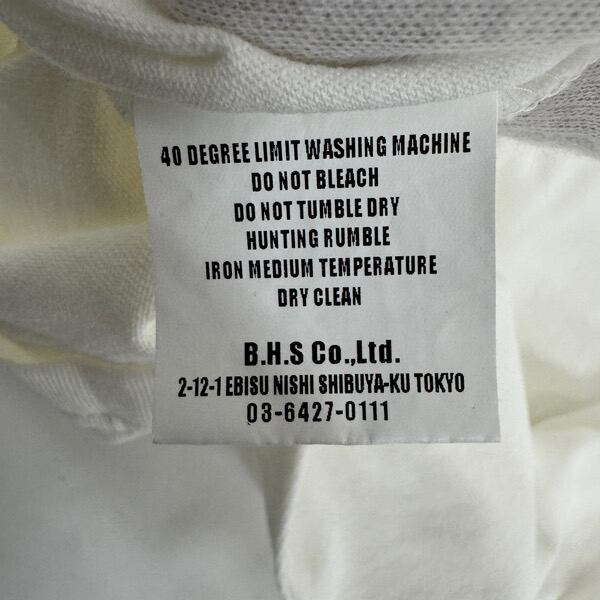 40 DEGREE LIMIT WASHING MACHINE
DO NOT BLEACH
DO NOT TUMBLE DRY
HUNTING RUMBLE
IRON MEDIUM TEMPERATURE
DRY CLEAN
B.H.S Co.,Ltd.
2-12-1 EBISU NISHI SHIBUYA-KU TOKYO
03-6427-0111